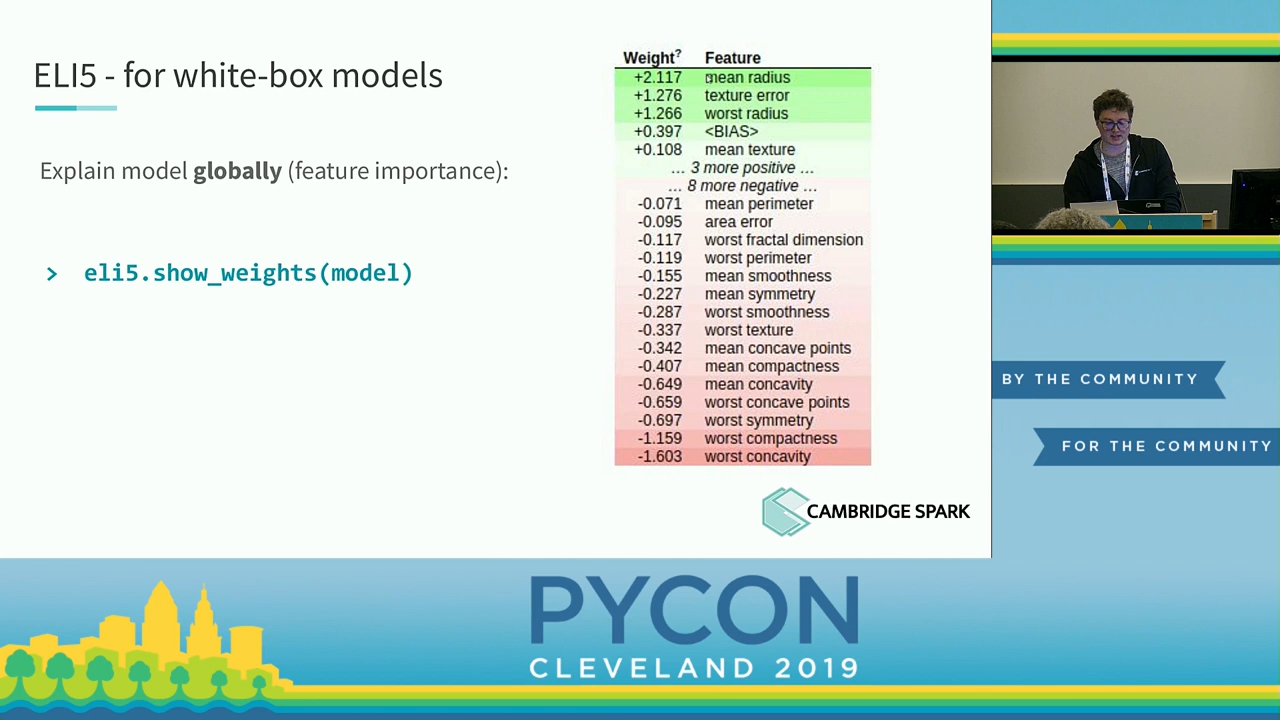 ELI5 - for white-box models
Explain model globally (feature importance):
> eli5.show_weights(model)
Weight? Feature
+2.117 mean radius
+1.276 texture error
+1.266 worst radius
+0.397 <BIAS>
+0.108 mean texture
… 3 more positive …
… 8 more negative …
-0.071 mean perimeter
-0.095 area error
-0.117 worst fractal dimension
-0.119 worst perimeter
-0.155 mean smoothness
-0.227 mean symmetry
-0.287 worst smoothness
-0.337 worst texture
-0.342 mean concave points
-0.407 mean compactness
-0.649 mean concavity
-0.659 worst concave points
-0.697 worst symmetry
-1.159 worst compactness
-1.603 worst concavity
CAMBRIDGE SPARK
BY THE COMMUNITY
FOR THE COMMUNITY
PYCON
CLEVELAND 2019